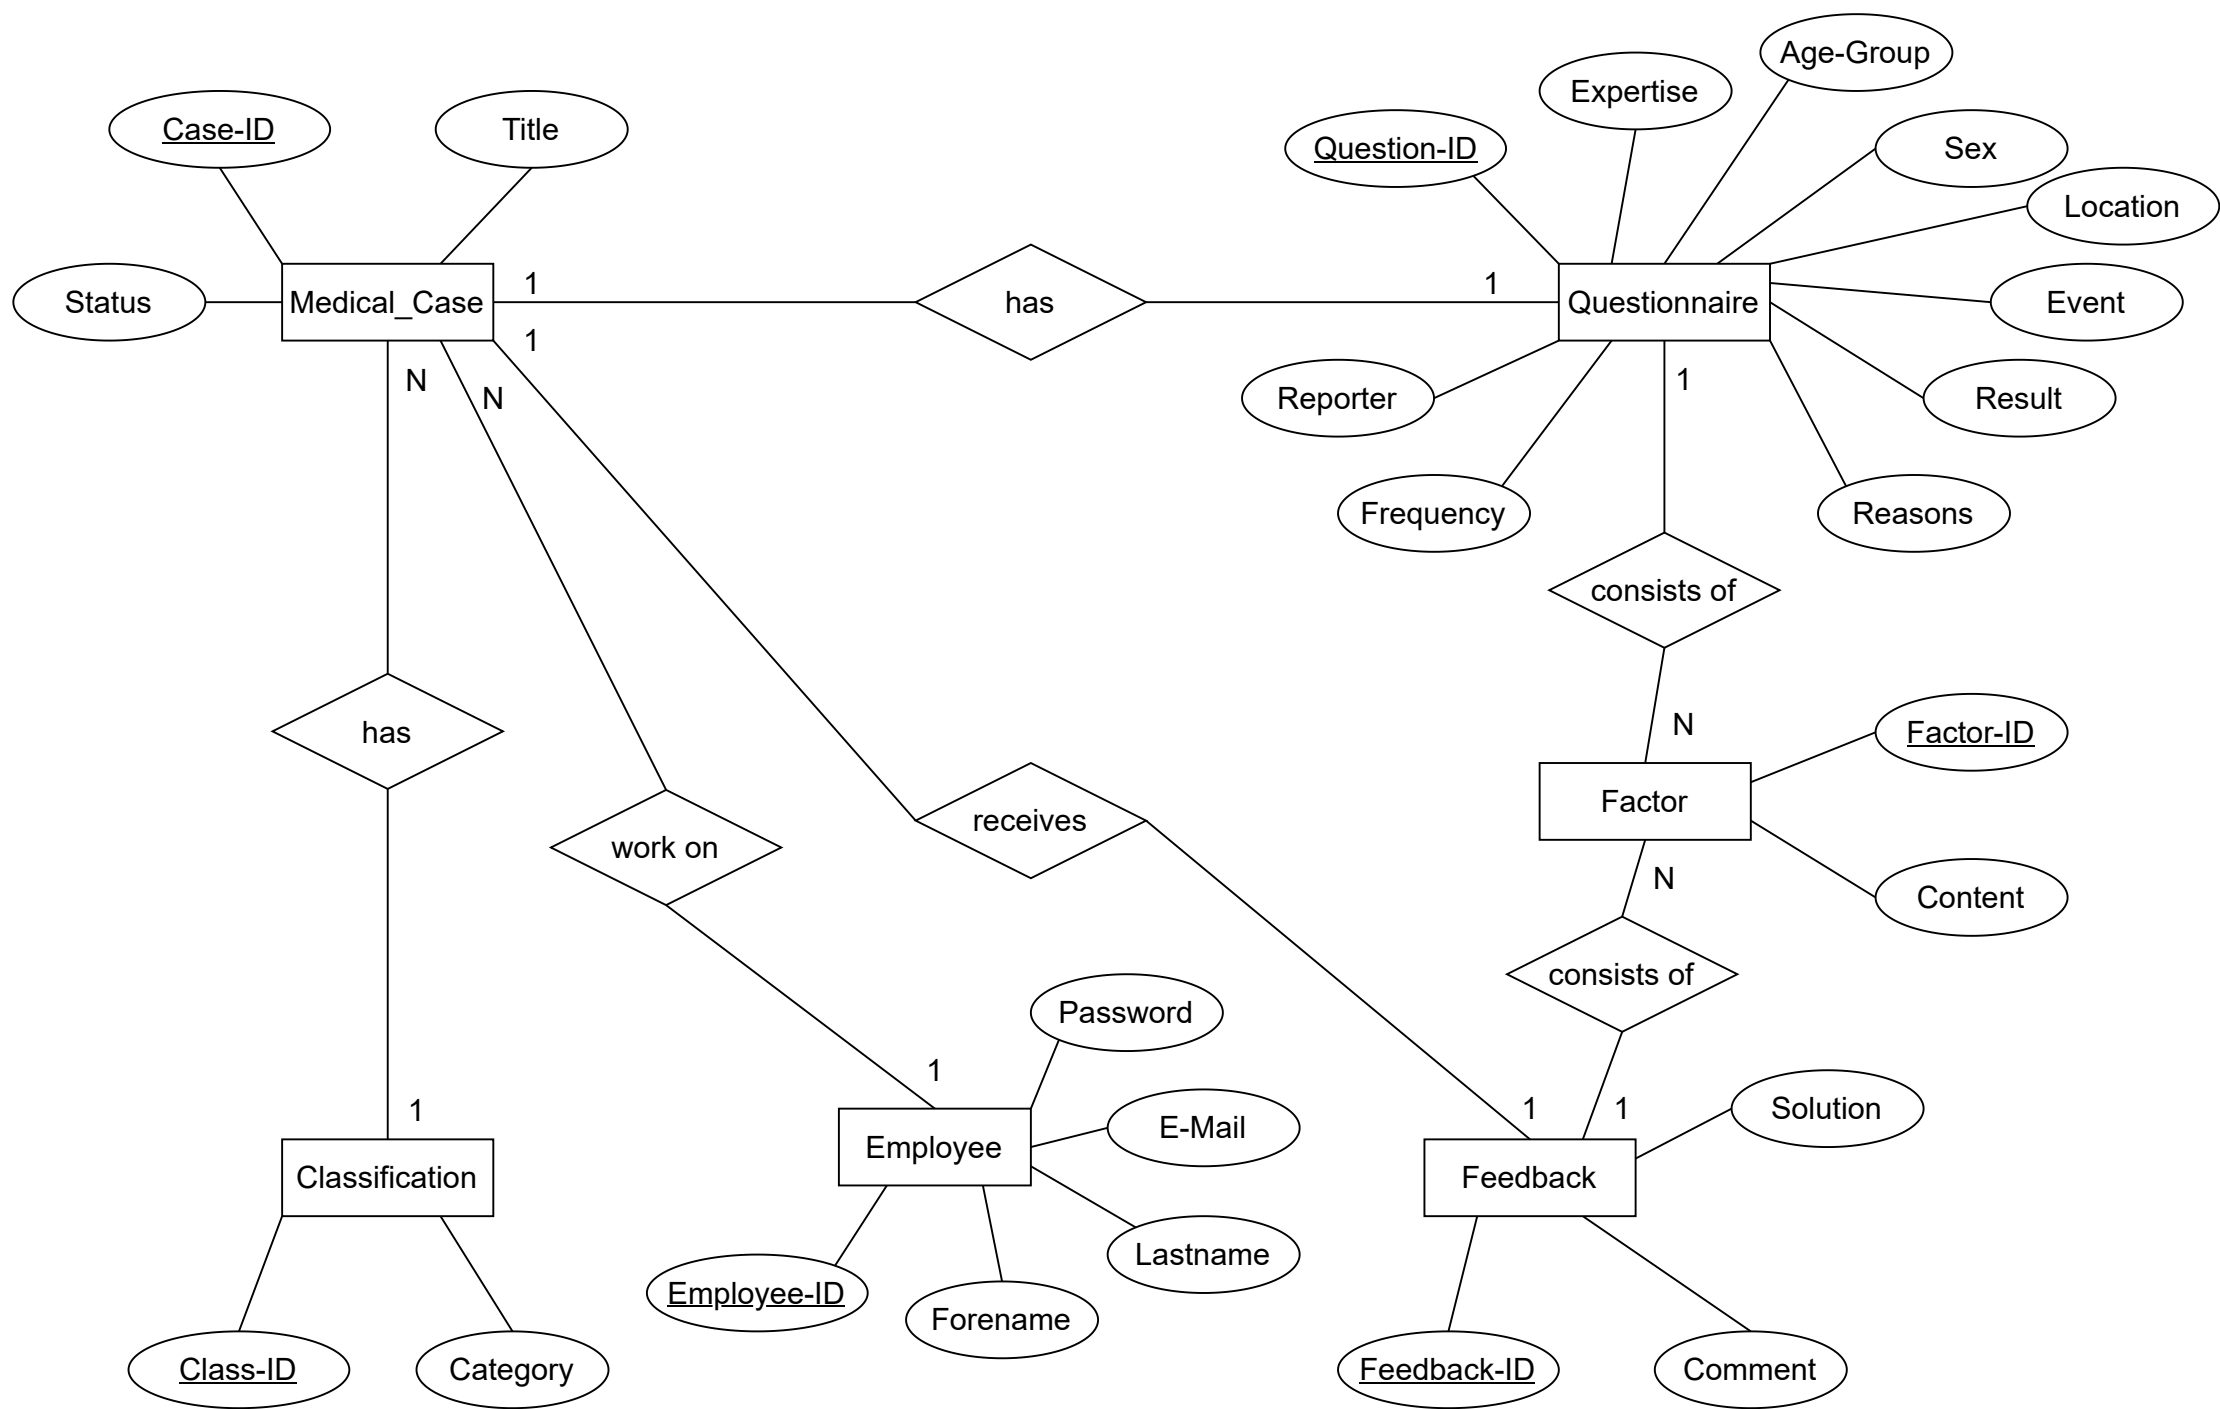 Age-Group
Expertise
Case-ID
Title
Question-ID
Sex
Location
Status
Medical_Case
1
has
1
Questionnaire
Event
1
N
N
1
Reporter
Result
Frequency
Reasons
consists of
has
N
Factor-ID
work on
receives
Factor
N
Content
consists of
Password
1
1
1
1
Solution
Employee
E-Mail
Classification
Feedback
Lastname
Employee-ID
Forename
Class-ID
Category
Feedback-ID
Comment